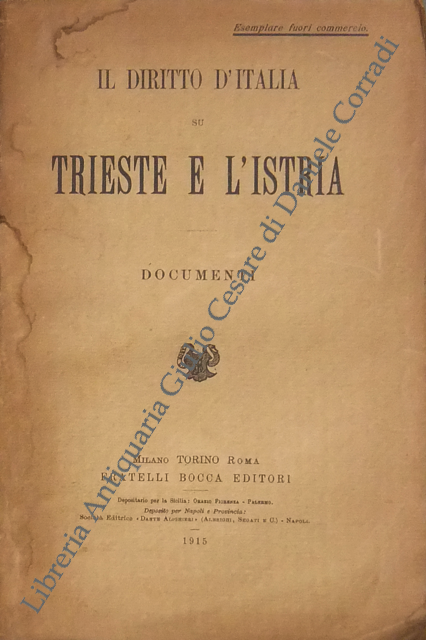 Esemplare fuori commercio.
IL DIRITTO D'ITALIA
SU
TRIESTE E L'ISTRIA
DOCUMENTI
MILANO TORINO ROMA
FRATELLI BOCCA EDITORI
Depositario per la Sicilia: ORAZIO FIORENZA - PALERMO.
Deposito per Napoli e Provincia:
SOCIETÀ EDITRICE «DANTE ALIGHIERI» (ALBRIGHI, SEGATI E C.) - NAPOLI.
1915
Libreria Antiquaria Giulio Cesare di Daniele Corradi